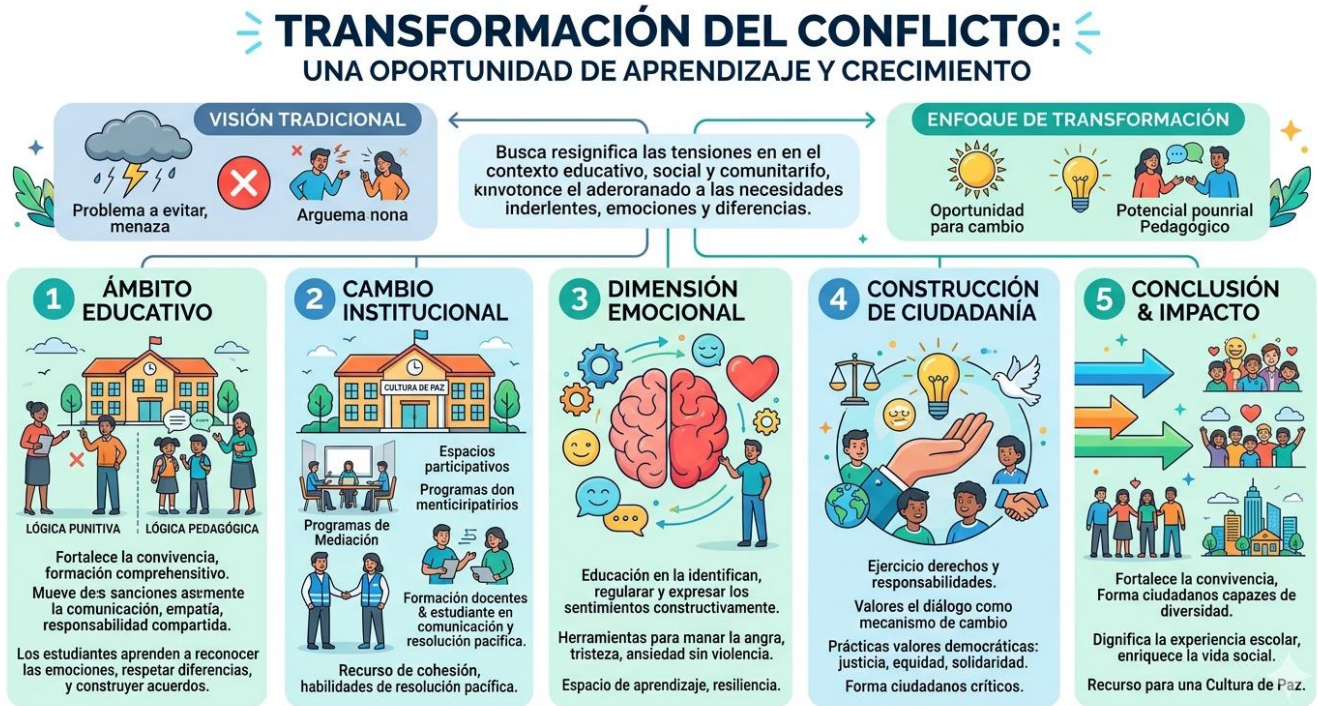 TRANSFORMACIÓN DEL CONFLICTO:
UNA OPORTUNIDAD DE APRENDIZAJE Y CRECIMIENTO
VISIÓN TRADICIONAL
Problema a evitar,
menaza
Arguema nona
Busca resignifica las tensiones en en el
contexto educativo, social y comunitarifo,
el aderoranado a las necesidades
inderlentes, emociones y diferencias.
ENFOQUE DE TRANSFORMACIÓN
Oportunidad
para cambio
Potencial pounrial
Pedagógico
1 ÁMBITO
EDUCATIVO
LÓGICA PUNITIVA
LÓGICA PEDAGÓGICA
Fortalece la convivencia,
formación comprehensitivo.
Mueve des sanciones asemente
la comunicación, empatía,
responsabilidad compartida.
Los estudiantes aprenden a reconocer
las emociones, respetar diferencias,
y construyer acuerdos.
2 CAMBIO
INSTITUCIONAL
CULTURA DE PAZ
Espacios
participativos
Programas don
menticiripatirios
Programas de
Mediación
Formación docentes
& estudiante en
comunicación y
resolución pacifica.
Recurso de cohesión,
habilidades de resolución pacífica.
3 DIMENSIÓN
EMOCIONAL
Educación en la identifican,
regularar y expresar los
sentimientos constructivamente.
Herramientas para manar la angra,
tristeza, ansiedad sin violencia.
Espacio de aprendizaje, resiliencia.
4 CONSTRUCCIÓN
DE CIUDADANÍA
Ejercicio derechos y
responsabilidades.
Valores el diálogo como
mecanismo de cambio
Prácticas valores democráticas:
justicia, equidad, solidaridad.
Forma ciudadanos críticos.
5 CONCLUSIÓN
& IMPACTO
Fortalece la convivencia,
Forma ciudadanos capazes de
diversidad.
Dignifica la experiencia escolar,
enriquece la vida social.
Recurso para una Cultura de Paz.